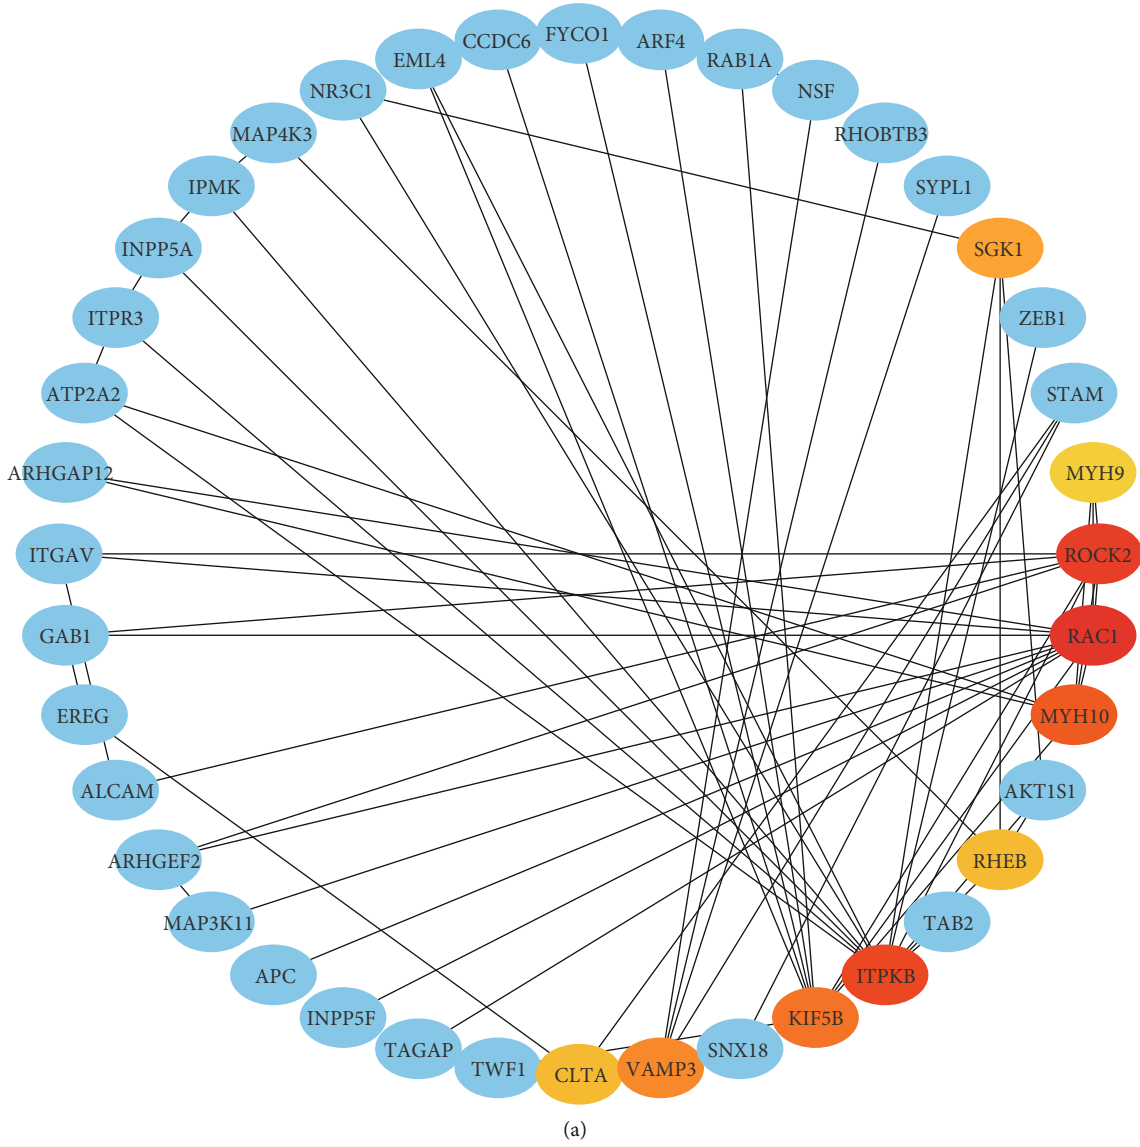 FYCO1
CCDC6
ARF4
EML4
RAB1A
NR3C1
NSF
MAP4K3
RHOBTB3
IPMK
SYPL1
INPP5A
SGK1
ITPR3
ZEB1
ATP2A2
STAM
ARHGAP12
MYH9
ITGAV
ROCK2
GAB1
RAC1
EREG
MYH10
ALCAM
AKT1S1
ARHGEF2
RHEB
MAP3K11
TAB2
APC
ITPKB
INPP5F
KIF5B
TAGAP
SNX18
TWF1
CLTA
VAMP3
(a)